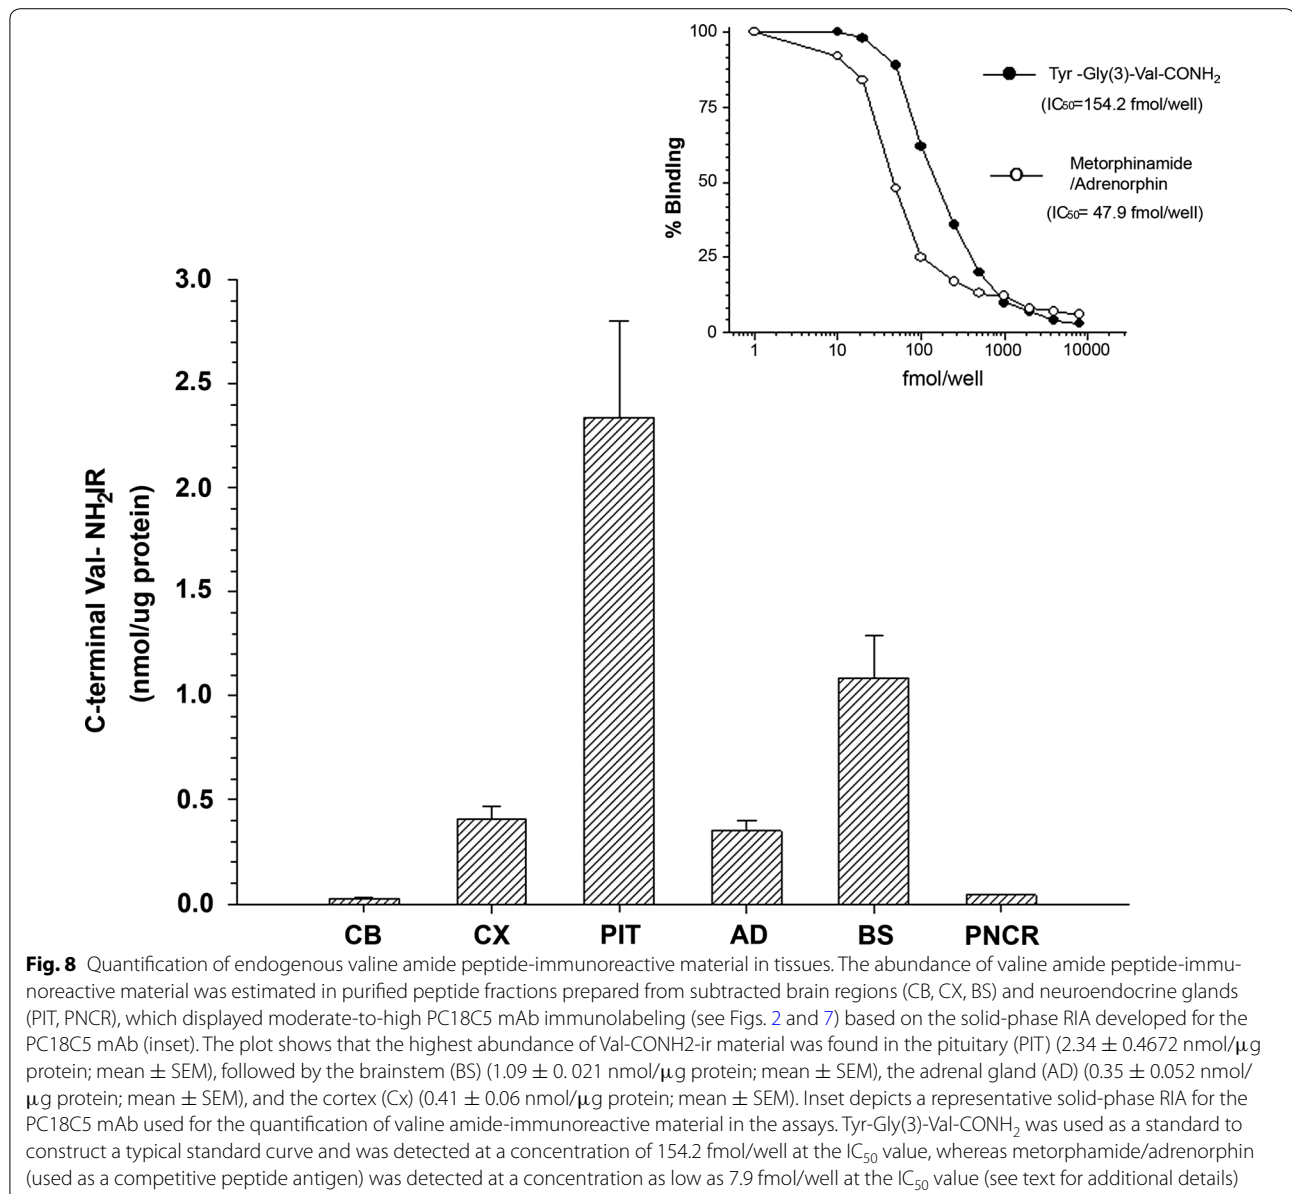 100
75
50
25
0
% BIndIng
1
10
100
1000
10000
fmol/well
Tyr -Gly(3)-Val-CONH2
(IC50=154.2 fmol/well)
Metorphinamide
/Adrenorphin
(IC50= 47.9 fmol/well)
3.0
2.5
2.0
1.5
1.0
0.5
0.0
C-terminal Val- NH2IR
(nmol/ug protein)
CB
CX
PIT
AD
BS
PNCR
Fig. 8 Quantification of endogenous valine amide peptide-immunoreactive material in tissues. The abundance of valine amide peptide-immu-
noreactive material was estimated in purified peptide fractions prepared from subtracted brain regions (CB, CX, BS) and neuroendocrine glands
(PIT, PNCR), which displayed moderate-to-high PC18C5 mAb immunolabeling (see Figs. 2 and 7) based on the solid-phase RIA developed for the
PC18C5 mAb (inset). The plot shows that the highest abundance of Val-CONH2-ir material was found in the pituitary (PIT) (2.34 ± 0.4672 nmol/μg
protein; mean ± SEM), followed by the brainstem (BS) (1.09 ± 0. 021 nmol/μg protein; mean ± SEM), the adrenal gland (AD) (0.35 ± 0.052 nmol/
μg protein; mean ± SEM), and the cortex (Cx) (0.41 ± 0.06 nmol/μg protein; mean ± SEM). Inset depicts a representative solid-phase RIA for the
PC18C5 mAb used for the quantification of valine amide-immunoreactive material in the assays. Tyr-Gly(3)-Val-CONH2 was used as a standard to
construct a typical standard curve and was detected at a concentration of 154.2 fmol/well at the IC50 value, whereas metorphamide/adrenorphin
(used as a competitive peptide antigen) was detected at a concentration as low as 7.9 fmol/well at the IC50 value (see text for additional details)